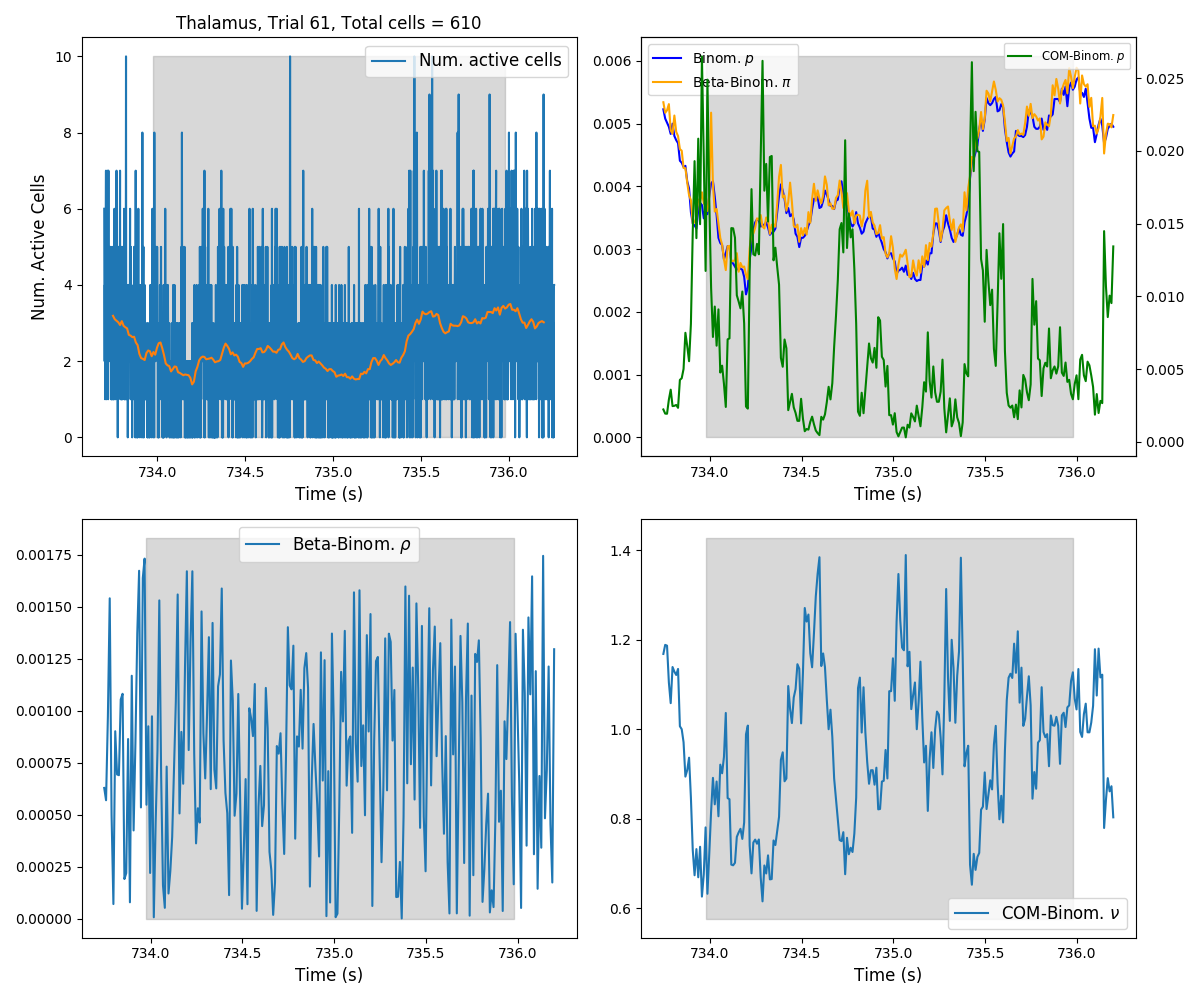 Thalamus, Trial 61, Total cells = 610
Num. active cells
Num. Active Cells
10
8
6
4
2
0
734.0 734.5 735.0 735.5 736.0
Time (s)
Binom. p
Beta-Binom. π
COM-Binom. p
0.006
0.005
0.004
0.003
0.002
0.001
0.000
0.025
0.020
0.015
0.010
0.005
0.000
734.0 734.5 735.0 735.5 736.0
Time (s)
Beta-Binom. ρ
0.00175
0.00150
0.00125
0.00100
0.00075
0.00050
0.00025
0.00000
734.0 734.5 735.0 735.5 736.0
Time (s)
1.4
1.2
1.0
0.8
0.6
COM-Binom. ν
734.0 734.5 735.0 735.5 736.0
Time (s)